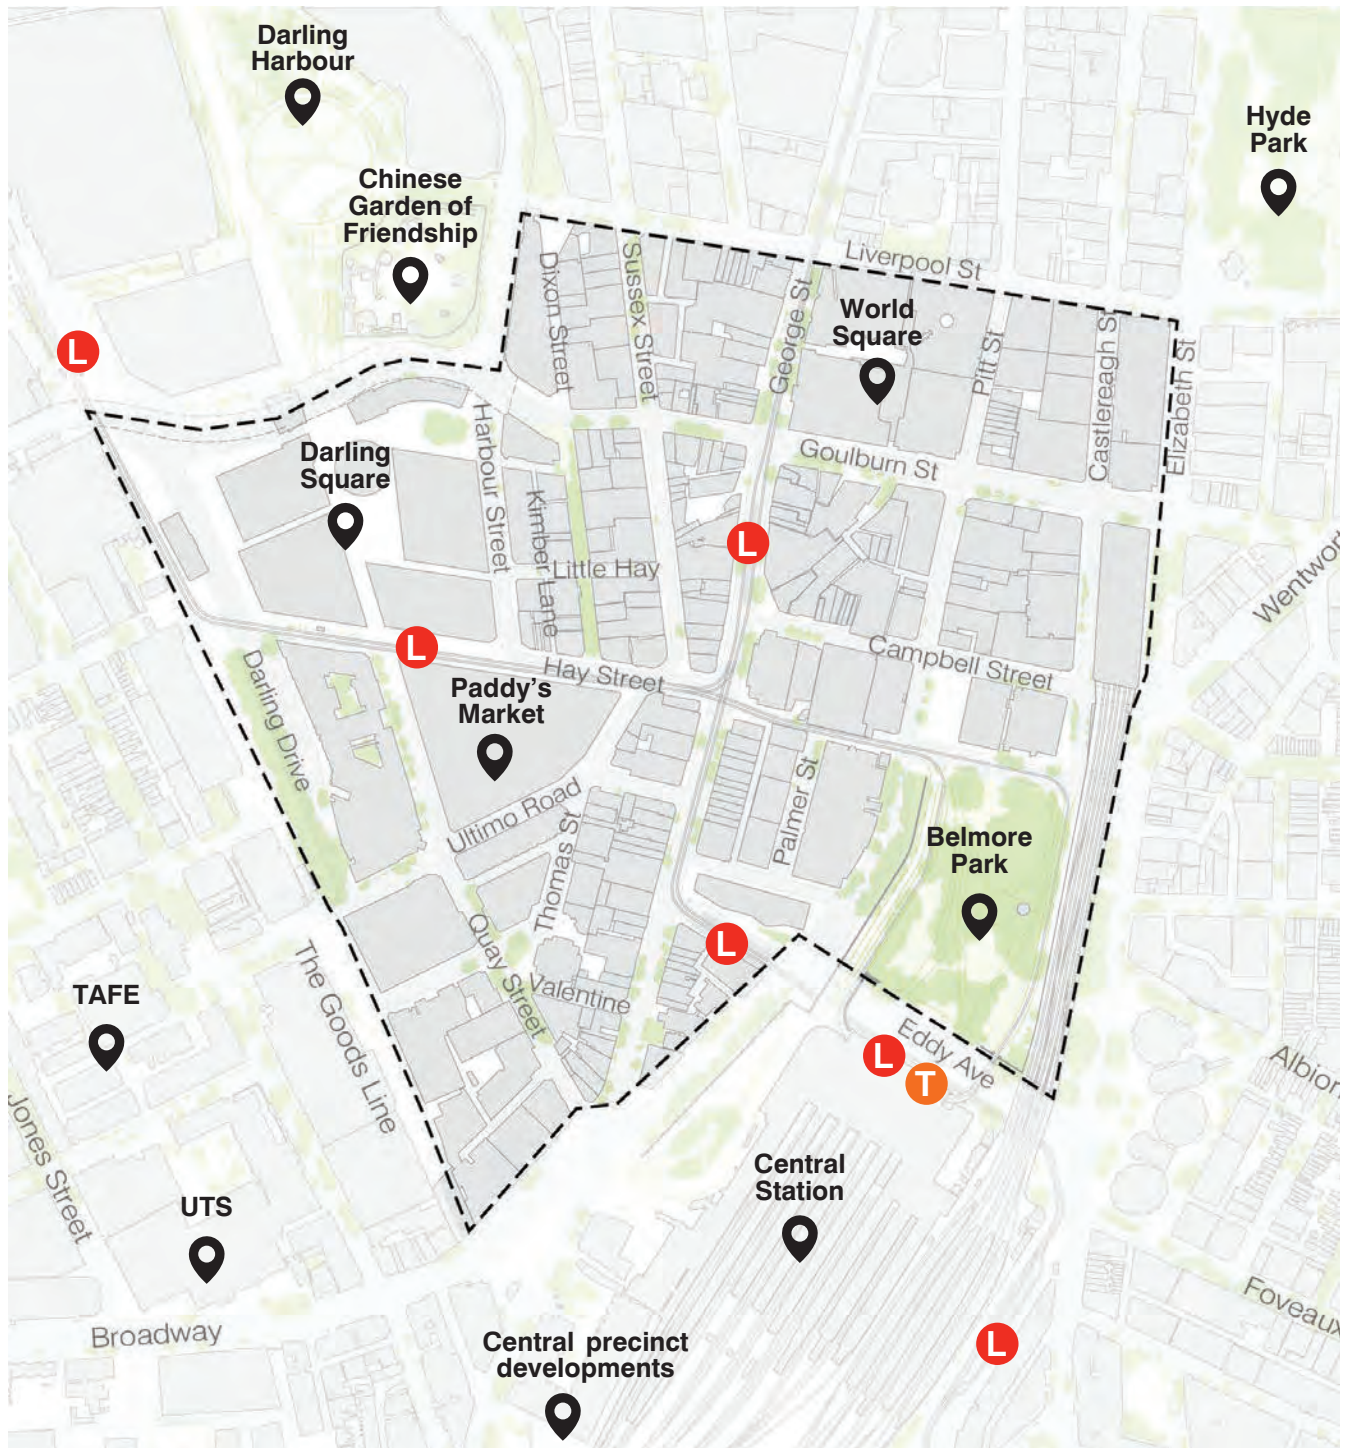 Darling
Harbour
Hyde
Park
Chinese
Garden of
Friendship
Liverpool St
Dixon Street
Sussex Street
George St
World
Square
Pitt St
Castlereagh St
Elizabeth St
L
Harbour Street
Goulburn St
Darling
Square
Kimber Lane
L
Little Hay
Wentwort
L
Hay Street
Campbell Street
Darling Drive
Paddy's
Market
Ultimo Road
Thomas St
Palmer St
Belmore
Park
Quay Street
L
Valentine
The Goods Line
TAFE
Eddy Ave
L
T
Albion
Jones Street
Central
Station
UTS
Foveaux
Broadway
Central precinct
developments
L